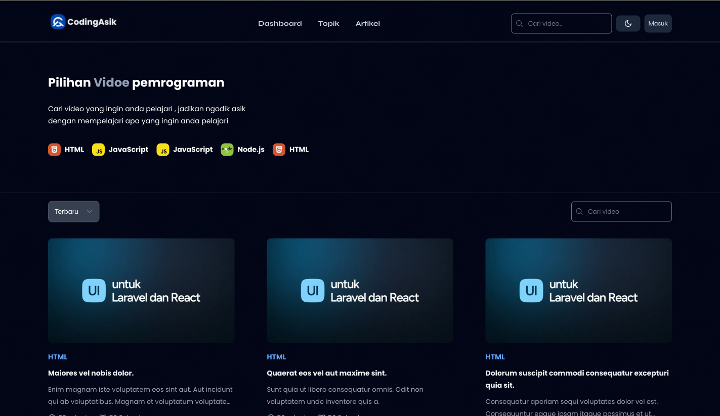 CodingAsik
Dashboard Topik Artikel
Cari video..
Masuk
Pilihan Vidoe pemrograman
Cari video yang ingin anda pelajari , jadikan ngodik asik
dengan mempelajari apa yang ingin anda pelajari
HTML JS JavaScript JS JavaScript Node.js HTML
Terbaru
Cari video
UI untuk
Laravel dan React
UI untuk
Laravel dan React
UI untuk
Laravel dan React
HTML
Maiores vel nobis dolor.
Enim magnam iste voluptatem eos sint aut. Aut incidunt
qui ab voluptatibus. Magnam et voluptatum voluptate...
HTML
Quaerat eos vel aut maxime sint.
Sunt quia ut libero consequatur omnis. Odit non
voluptatem unde inventore quis a.
HTML
Dolorum suscipit commodi consequatur excepturi
quia sit.
Consequatur aperiam sequi voluptates dolor vel est.
Consequuntur eaque ipsam itaque possimus et ut...